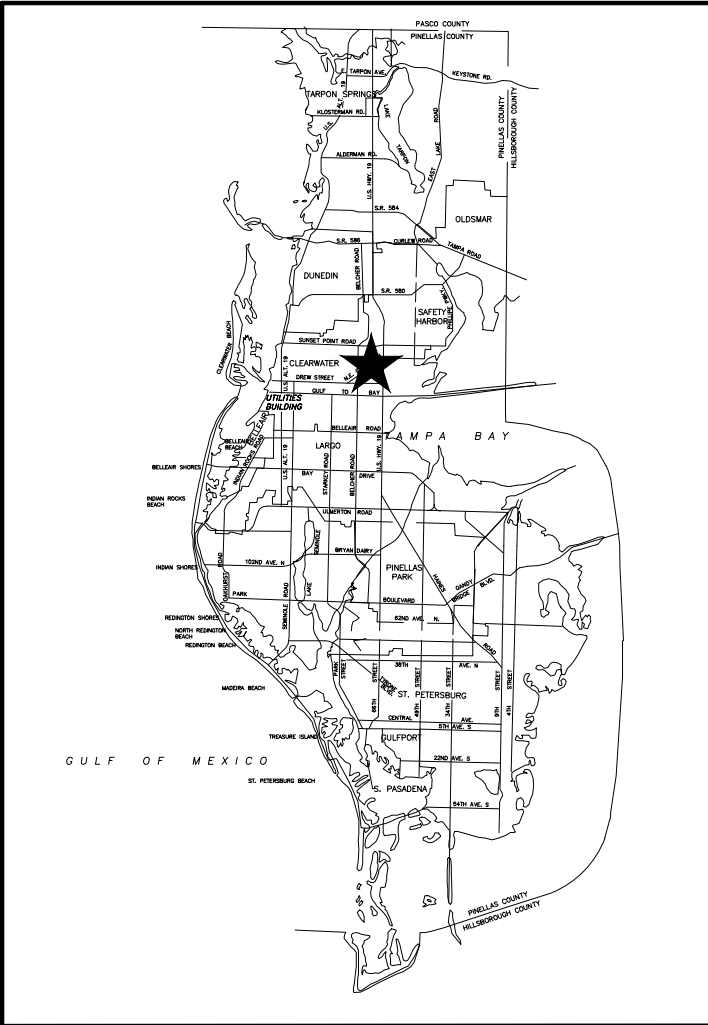 PASCO COUNTY
PINELLAS COUNTY
E. TARPON AVE.
KEYSTONE RD.
U.S. ALT. 19
TARPON SPRINGS
KLOSTERMAN RD.
LAKE TARPON
EAST LAKE ROAD
PINELLAS COUNTY
HILLSBOROUGH COUNTY
ALDERMAN RD.
U.S. HWY. 19
S.R. 584
OLDSMAR
S.R. 586
CURLEW ROAD
TAMPA ROAD
BELCHER ROAD
DUNEDIN
S.R. 580
PHILLIPE PKWY.
SAFETY
HARBOR
CLEARWATER BEACH
SUNSET POINT ROAD
CLEARWATER
DREW STREET
N.E.
U.S. ALT. 19
GULF TO BAY
UTILITIES
BUILDING
BELLEAIR
BELLEAIR ROAD
TAMPA BAY
BELLEAIR
BEACH
INDIAN ROCKS ROAD
LARGO
U.S. ALT. 19
STARKEY ROAD
BELCHER ROAD
U.S. HWY. 19
BELLEAIR SHORES
BAY DRIVE
INDIAN ROCKS
BEACH
ULMERTON ROAD
SEMINOLE
BRYAN DAIRY
102ND AVE. N
INDIAN SHORES
OAKHURST ROAD
LAKE
PINELLAS
PARK
HAINES ROAD
GANDY
BRIDGE BLVD.
PARK BOULEVARD
SEMINOLE ROAD
62ND AVE. N.
REDINGTON SHORES
NORTH REDINGTON
BEACH
REDINGTON BEACH
PARK STREET
66TH STREET
38TH AVE. N
49TH STREET
34TH STREET
9TH STREET
4TH STREET
TYRONE BLVD.
MADEIRA BEACH
ST. PETERSBURG
CENTRAL AVE.
5TH AVE. S
TREASURE ISLAND
GULFPORT
GULF OF MEXICO
22ND AVE. S
ST. PETERSBURG BEACH
S. PASADENA
54TH AVE. S
PINELLAS COUNTY
HILLSBOROUGH COUNTY